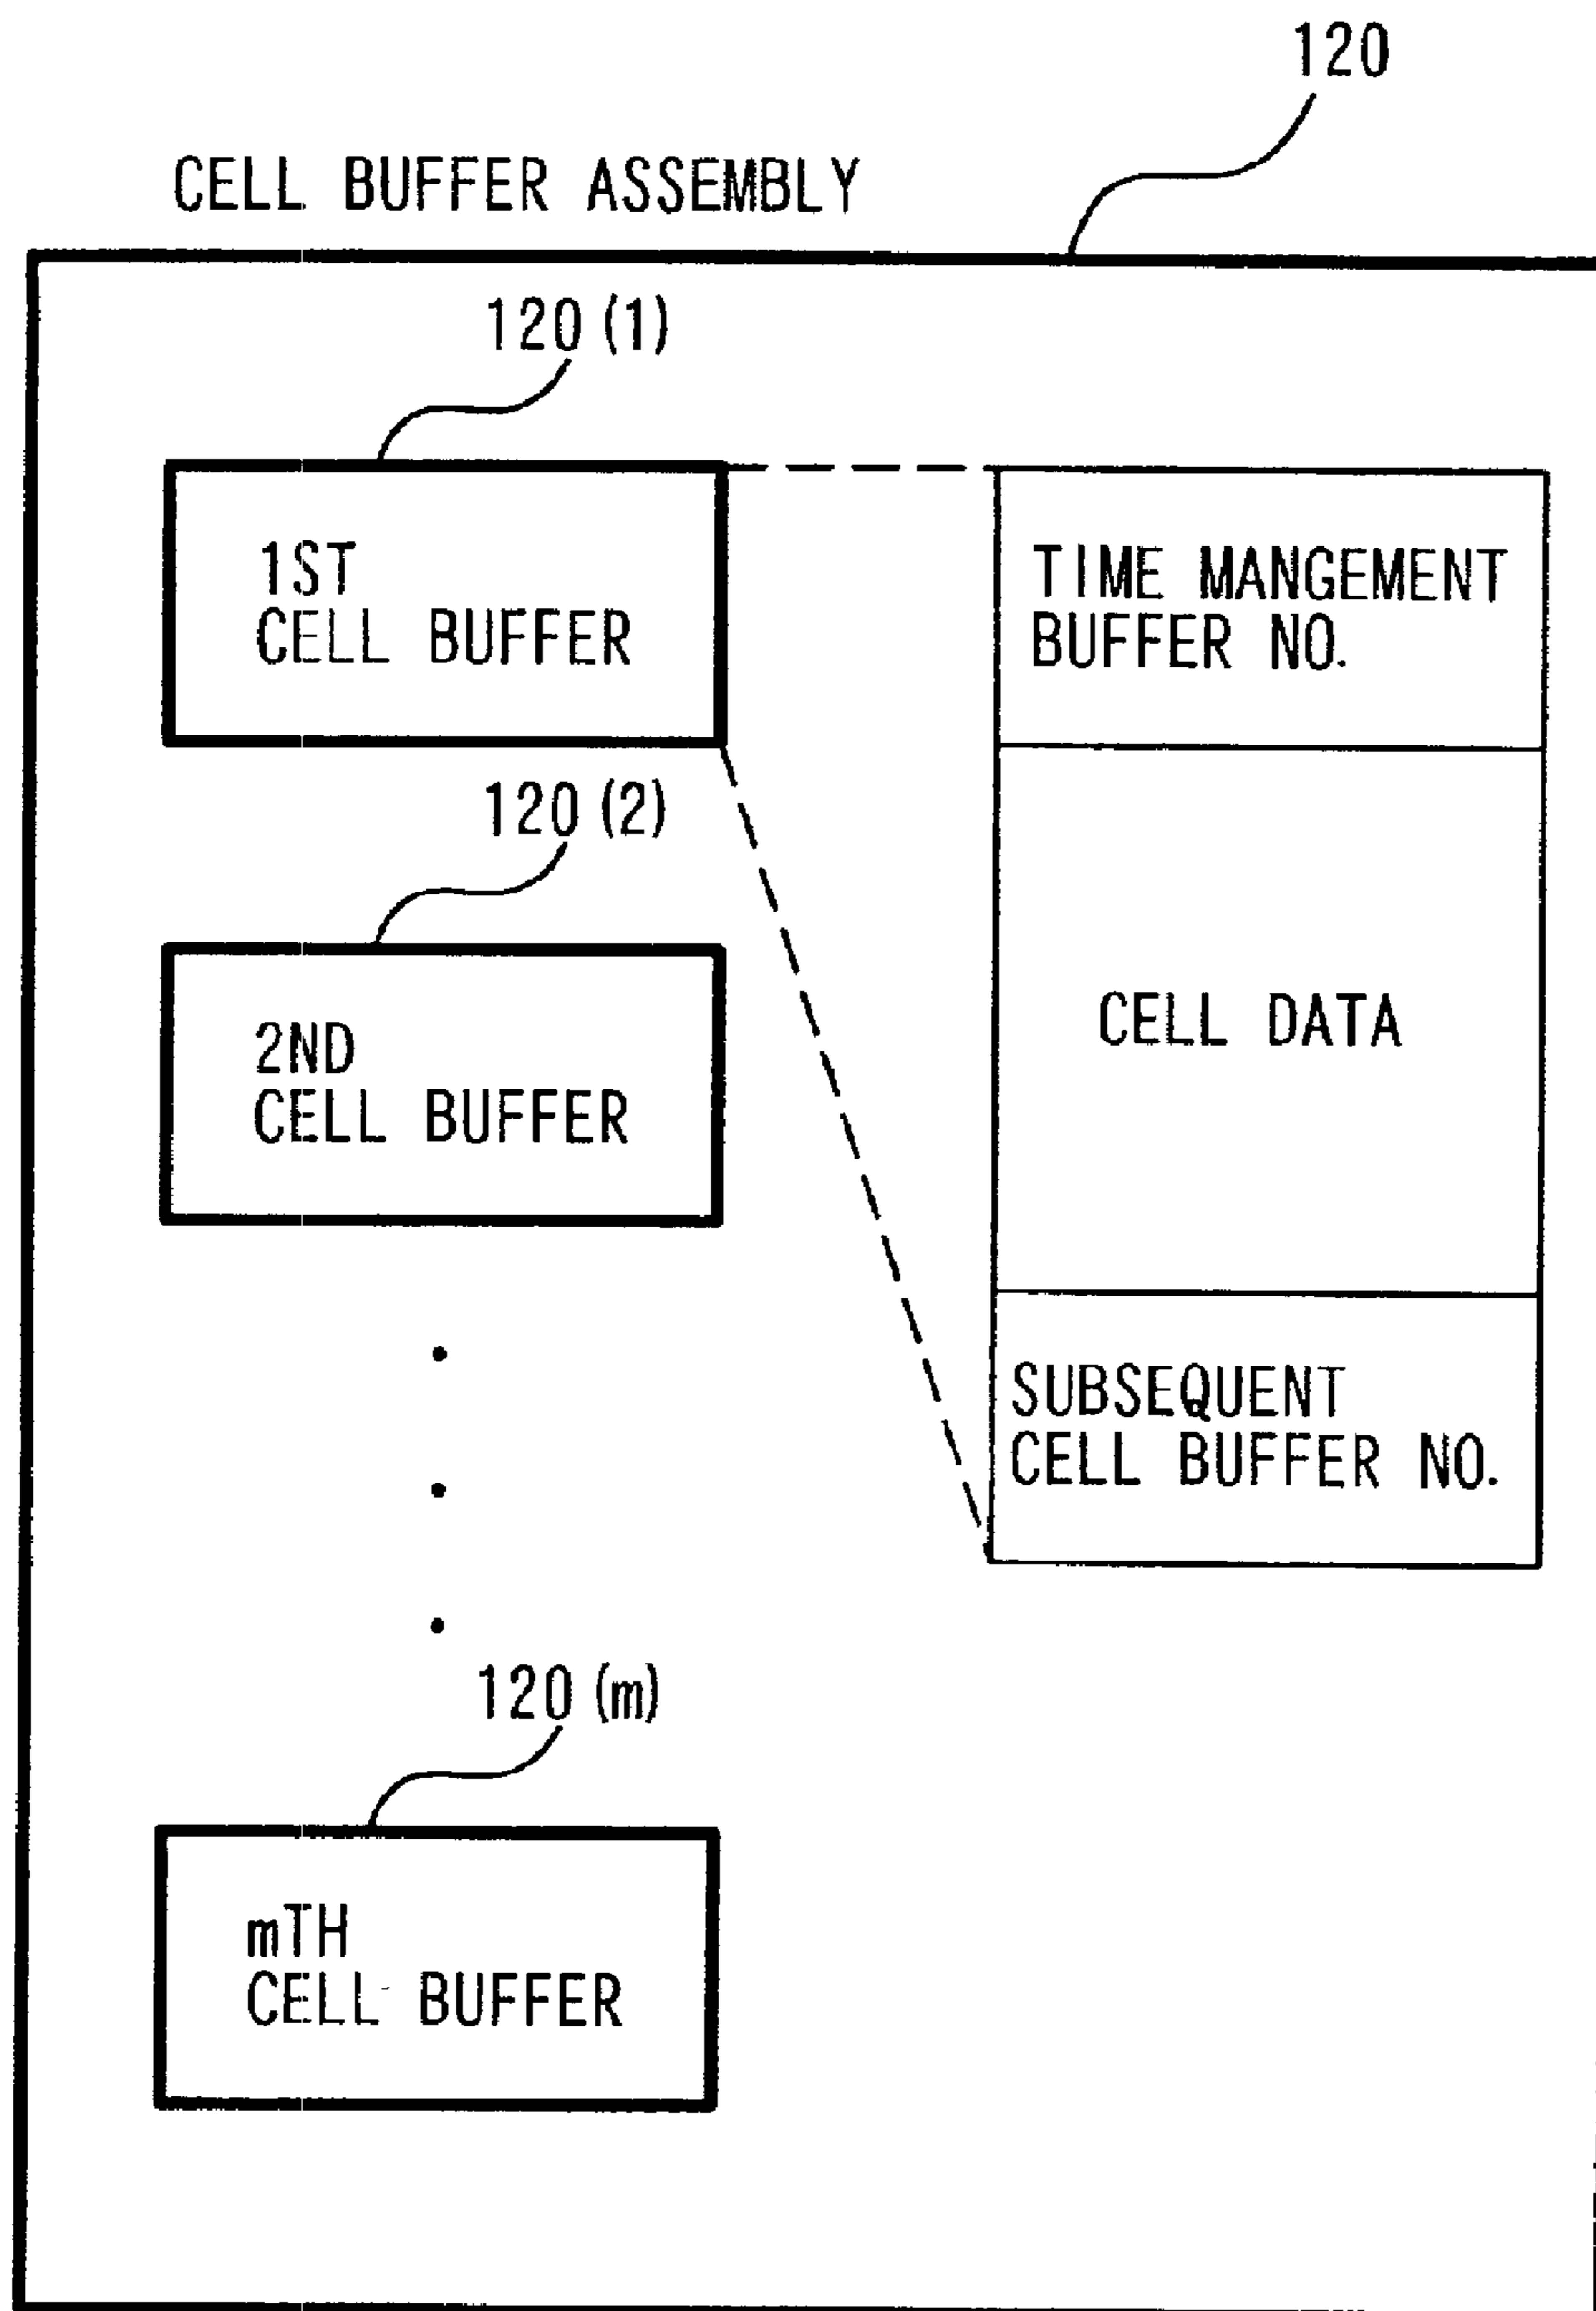 120
CELL BUFFER ASSEMBLY
120(1)
1ST
CELL BUFFER
TIME MANGEMENT
BUFFER NO.
CELL DATA
SUBSEQUENT
CELL BUFFER NO.
120(2)
2ND
CELL BUFFER
120(m)
mTH
CELL BUFFER